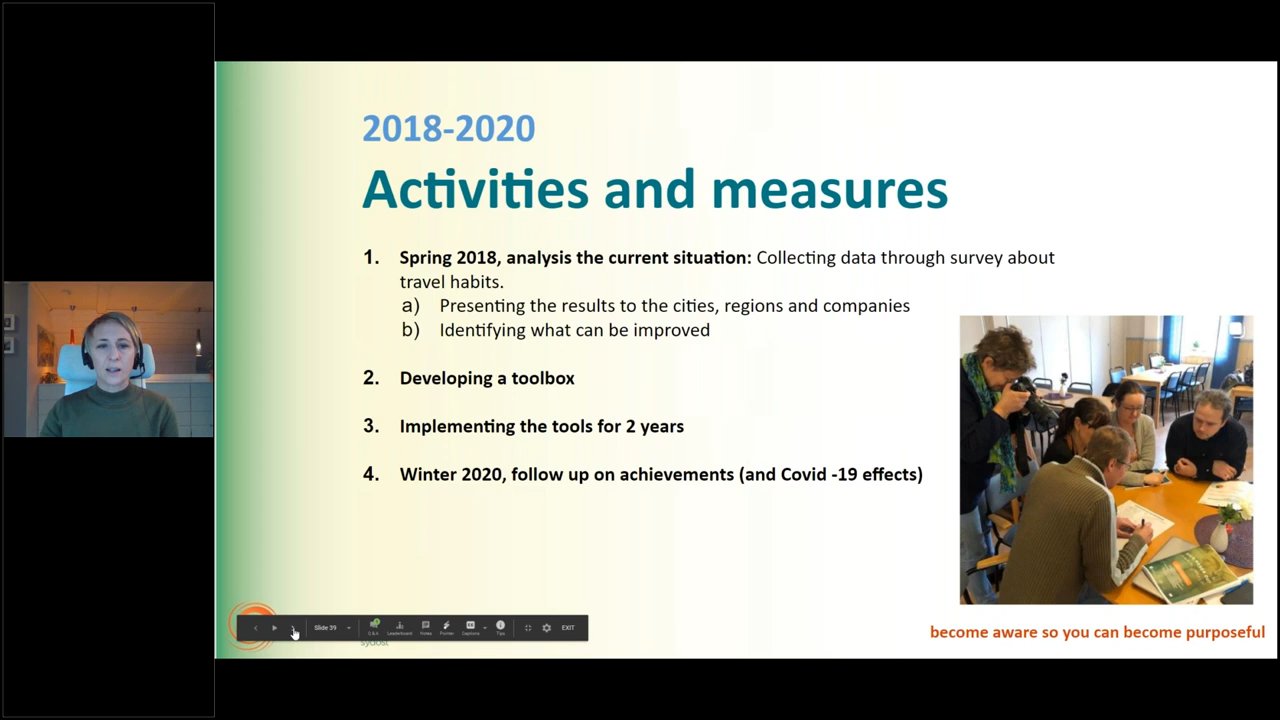 2018-2020
Activities and measures
1. Spring 2018, analysis the current situation: Collecting data through survey about
travel habits.
a) Presenting the results to the cities, regions and companies
b) Identifying what can be improved
2. Developing a toolbox
3. Implementing the tools for 2 years
4. Winter 2020, follow up on achievements (and Covid -19 effects)
Slide 39
Q & A
Leaderboard
Notes
Pointer
Captions
Tips
EXIT
sydost
become aware so you can become purposeful